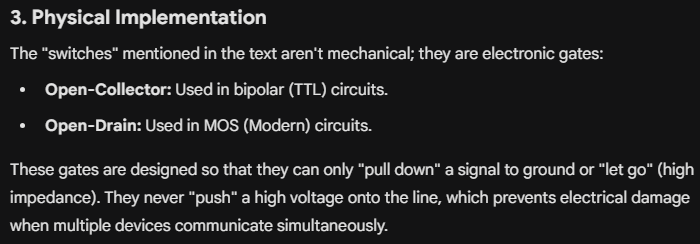 3. Physical Implementation
The "switches" mentioned in the text aren't mechanical; they are electronic gates:
• Open-Collector: Used in bipolar (TTL) circuits.
• Open-Drain: Used in MOS (Modern) circuits.
These gates are designed so that they can only "pull down" a signal to ground or "let go" (high
impedance). They never "push" a high voltage onto the line, which prevents electrical damage
when multiple devices communicate simultaneously.